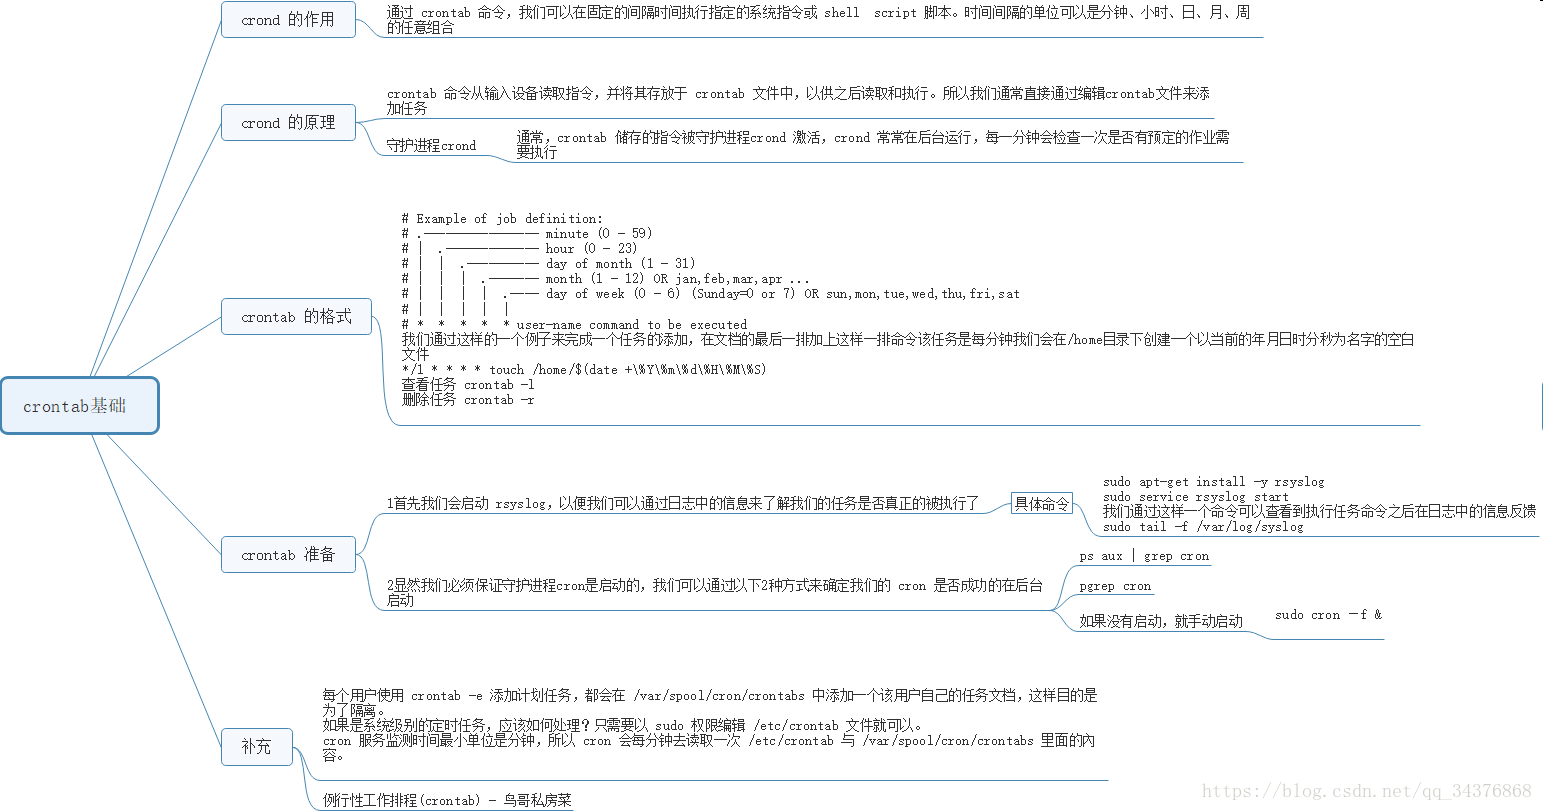 crontab基础
crond 的作用
通过 crontab 命令，我们可以在固定的间隔时间执行指定的系统指令或 shell  script 脚本。时间间隔的单位可以是分钟、小时、日、月、周
的任意组合
crond 的原理
crontab 命令从输入设备读取指令，并将其存放于 crontab 文件中，以供之后读取和执行。所以我们通常直接通过编辑crontab文件来添
加任务
守护进程crond
通常，crontab 储存的指令被守护进程crond 激活，crond 常常在后台运行，每一分钟会检查一次是否有预定的作业需
要执行
crontab 的格式
# Example of job definition:
# .---------------- minute (0 - 59)
# |  .------------- hour (0 - 23)
# |  |  .---------- day of month (1 - 31)
# |  |  |  .------- month (1 - 12) OR jan,feb,mar,apr ...
# |  |  |  |  .---- day of week (0 - 6) (Sunday=0 or 7) OR sun,mon,tue,wed,thu,fri,sat
# |  |  |  |  |
# *  *  *  *  * user-name command to be executed
我们通过这样的一个例子来完成一个任务的添加，在文档的最后一排加上这样一排命令该任务是每分钟我们会在/home目录下创建一个以当前的年月日时分秒为名字的空白
文件
*/1 * * * * touch /home/$(date +\%Y\%m\%d\%H\%M\%S)
查看任务 crontab -l
删除任务 crontab -r
crontab 准备
1首先我们会启动 rsyslog，以便我们可以通过日志中的信息来了解我们的任务是否真正的被执行了
具体命令
sudo apt-get install -y rsyslog
sudo service rsyslog start
我们通过这样一个命令可以查看到执行任务命令之后在日志中的信息反馈
sudo tail -f /var/log/syslog
2显然我们必须保证守护进程cron是启动的，我们可以通过以下2种方式来确定我们的 cron 是否成功的在后台
启动
ps aux | grep cron
pgrep cron
如果没有启动，就手动启动
sudo cron －f &
补充
每个用户使用 crontab -e 添加计划任务，都会在 /var/spool/cron/crontabs 中添加一个该用户自己的任务文档，这样目的是
为了隔离。
如果是系统级别的定时任务，应该如何处理？只需要以 sudo 权限编辑 /etc/crontab 文件就可以。
cron 服务监测时间最小单位是分钟，所以 cron 会每分钟去读取一次 /etc/crontab 与 /var/spool/cron/crontabs 里面的内
容。
例行性工作排程(crontab) - 鸟哥私房菜
https://blog.csdn.net/qq_34376868